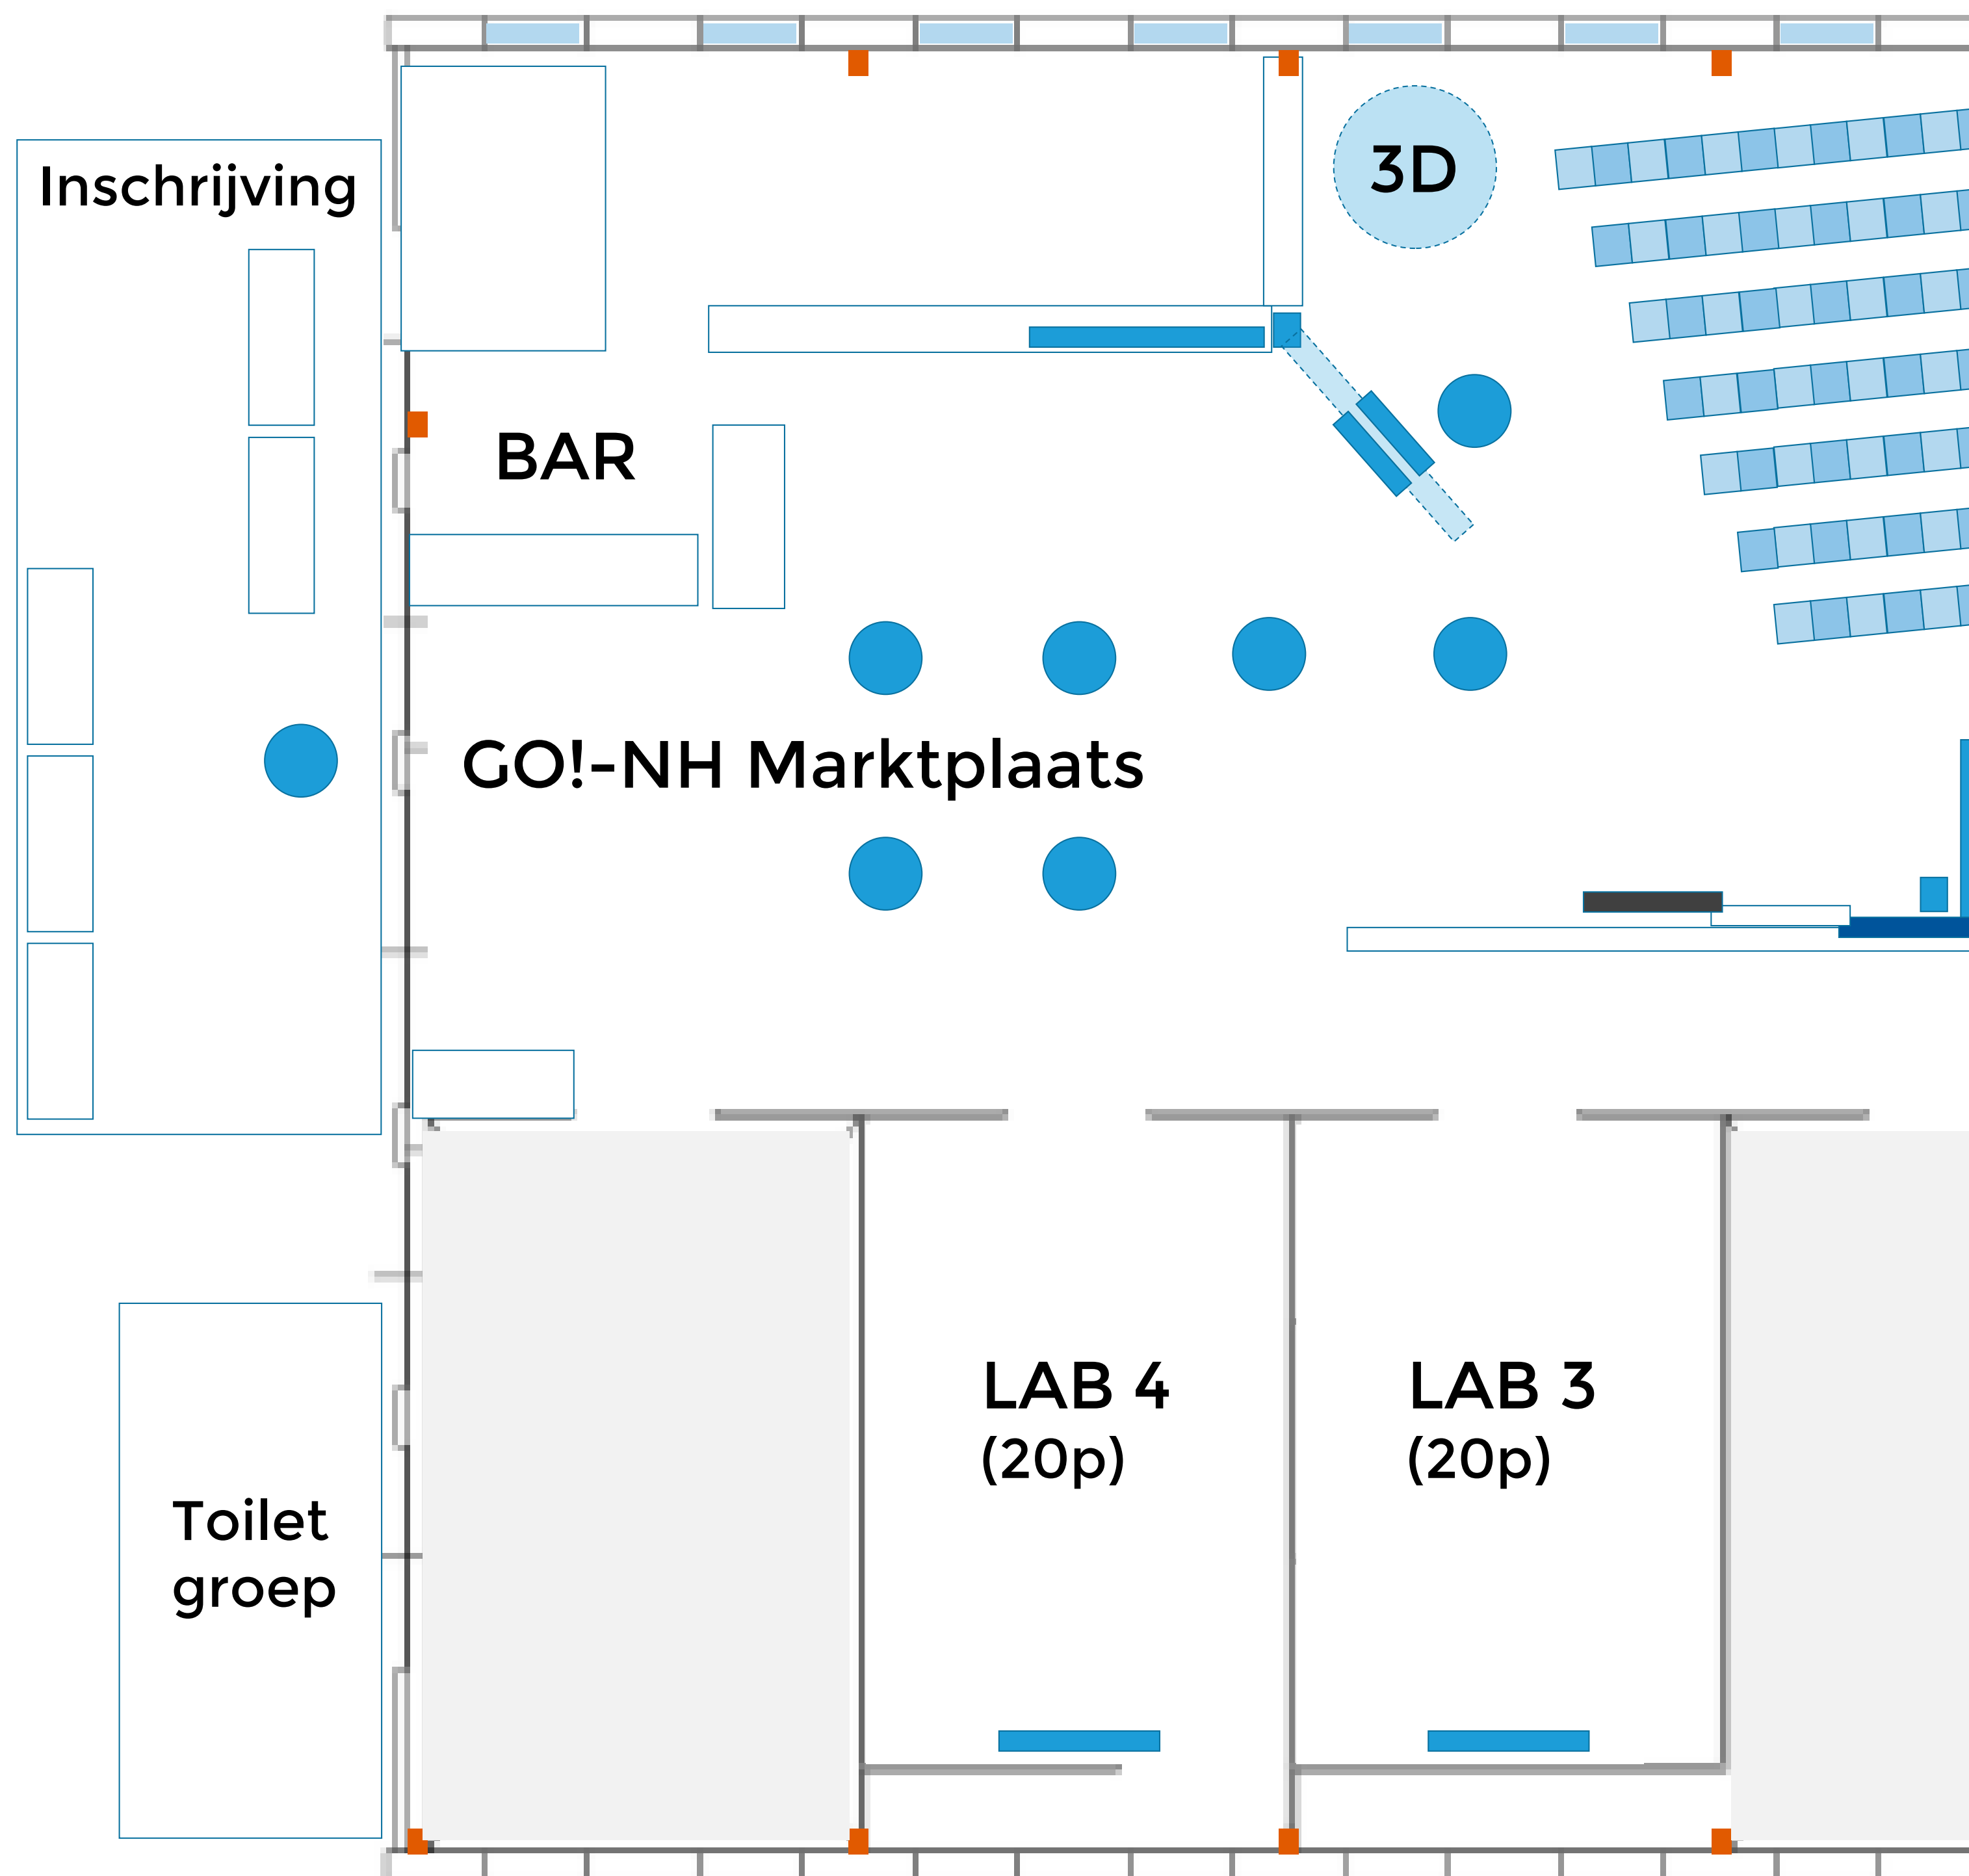 Inschrijving
3D
BAR
GO!-NH Marktplaats
LAB 4
(20p)
LAB 3
(20p)
Toilet
groep